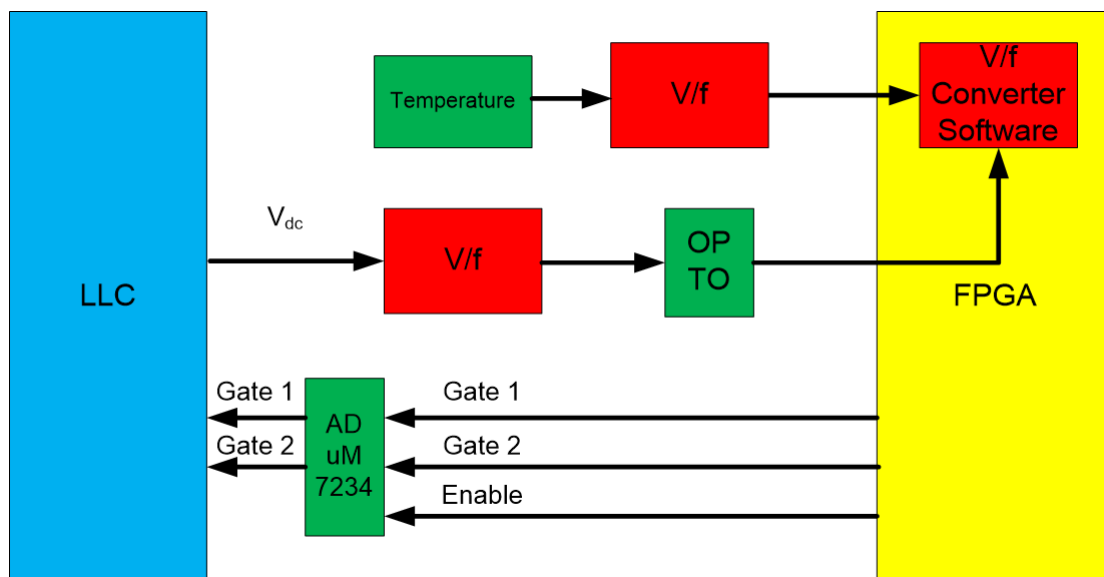 Temperature
V/f
V/f
Converter
Software
V_dc
V/f
OP
TO
LLC
FPGA
Gate 1
Gate 1
AD
uM
7234
Gate 2
Gate 2
Enable